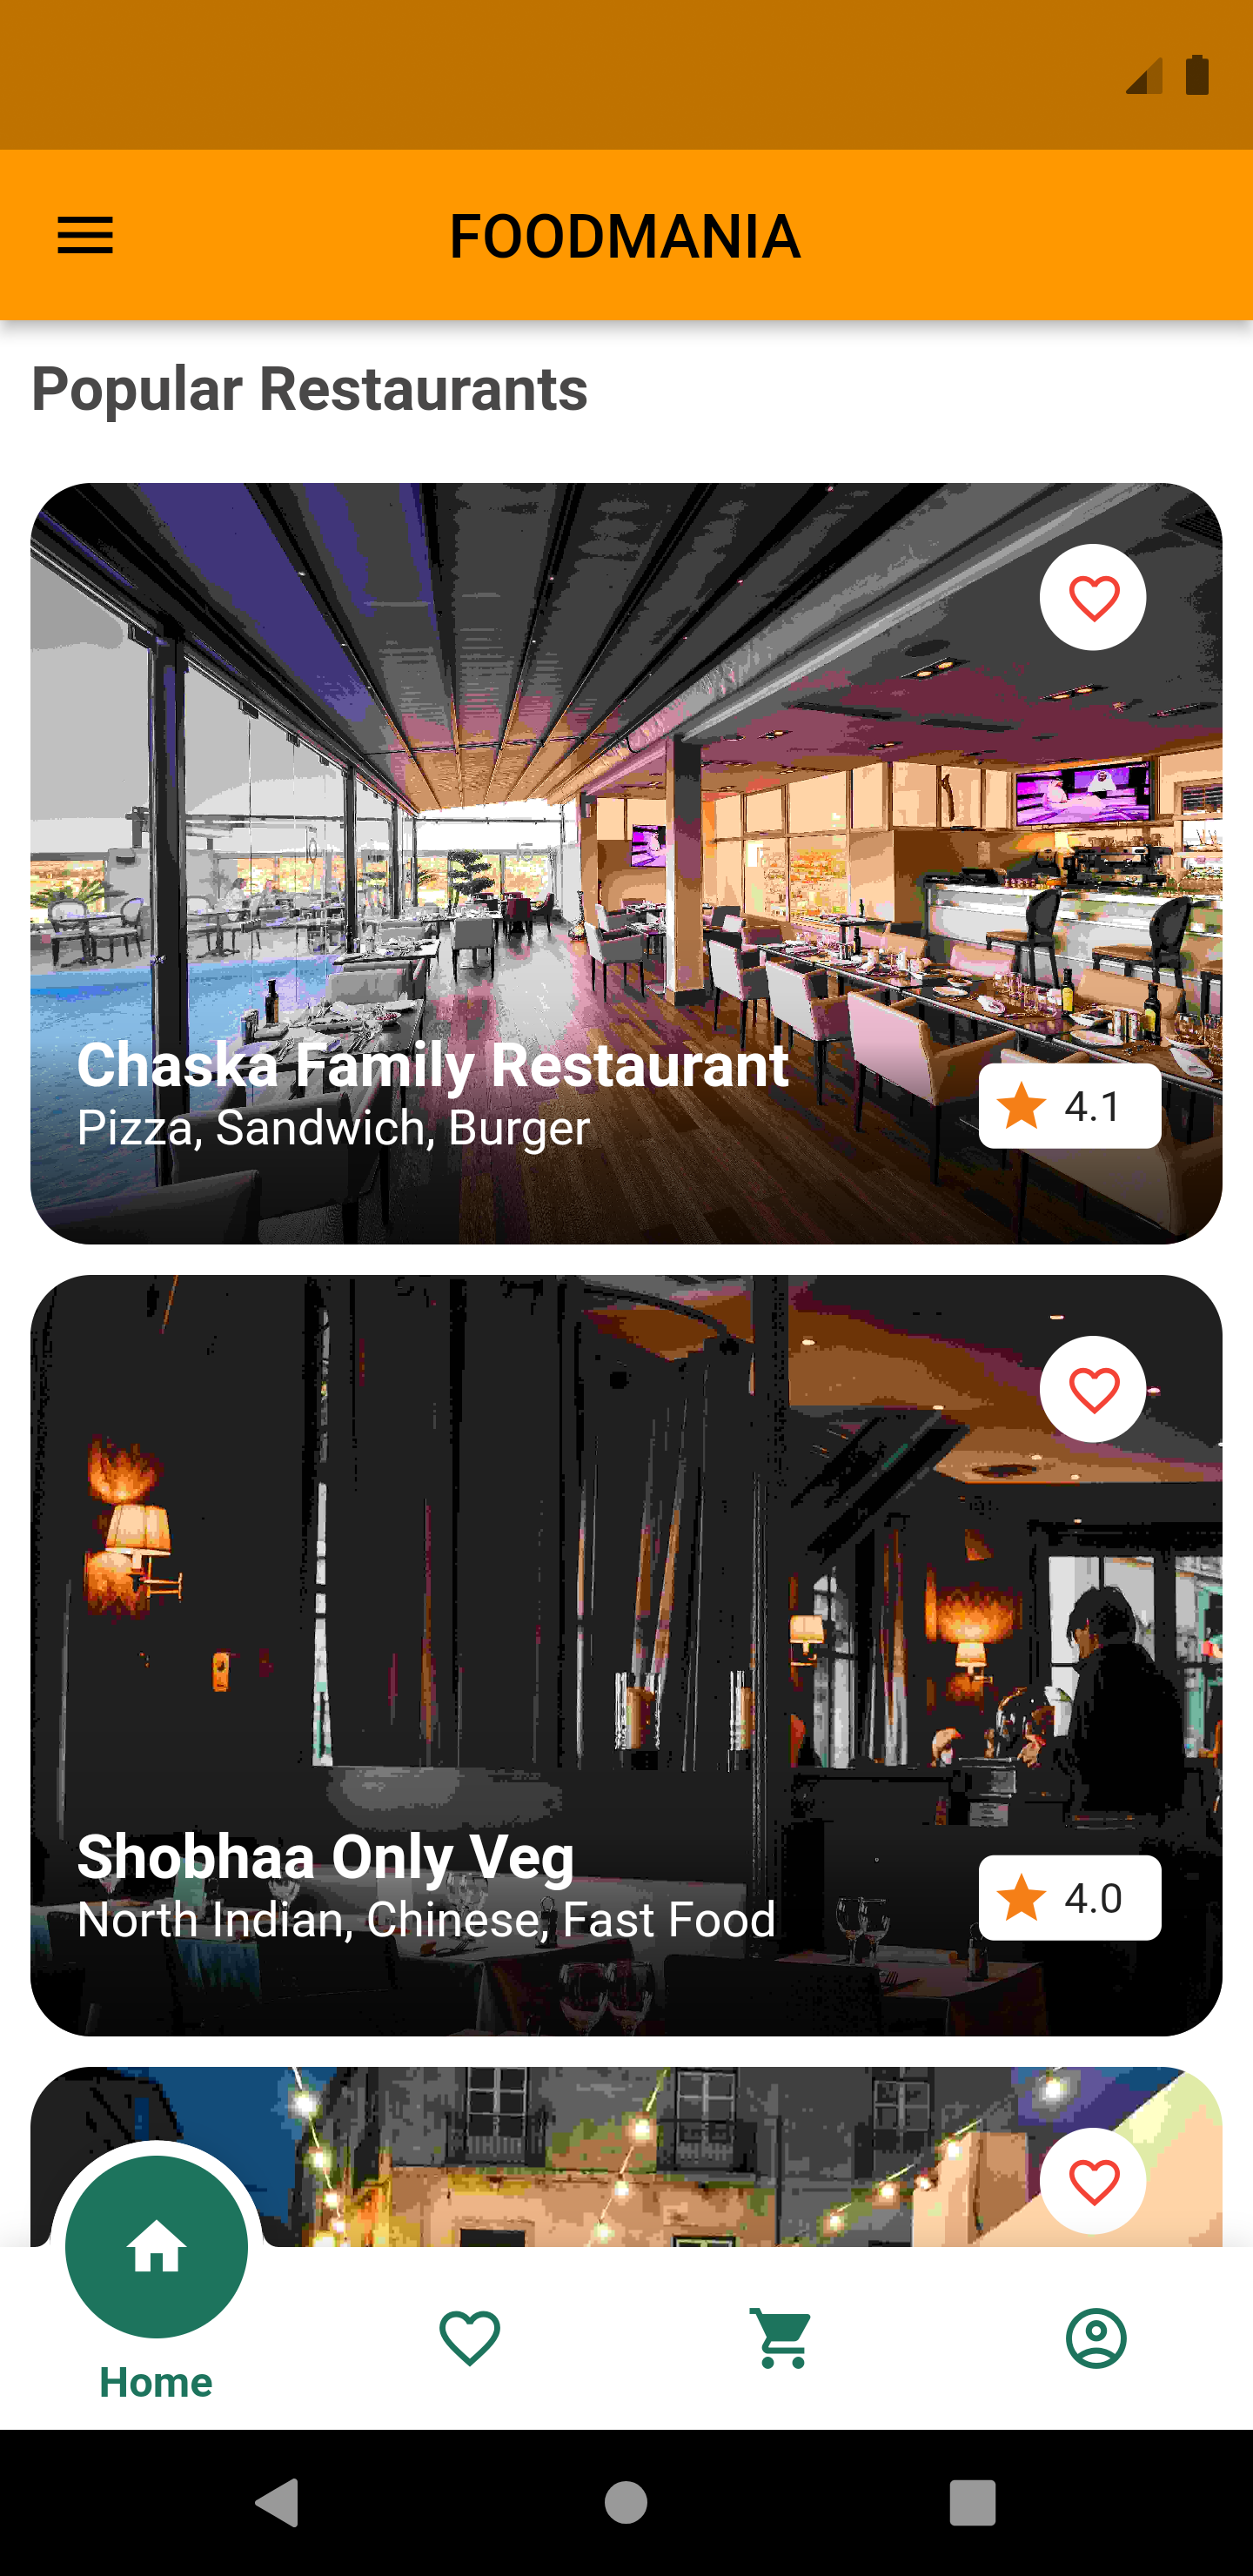 FOODMANIA
Popular Restaurants
Chaska Family Restaurant
Pizza, Sandwich, Burger
4.1
Shobhaa Only Veg
North Indian, Chinese, Fast Food
4.0
Home